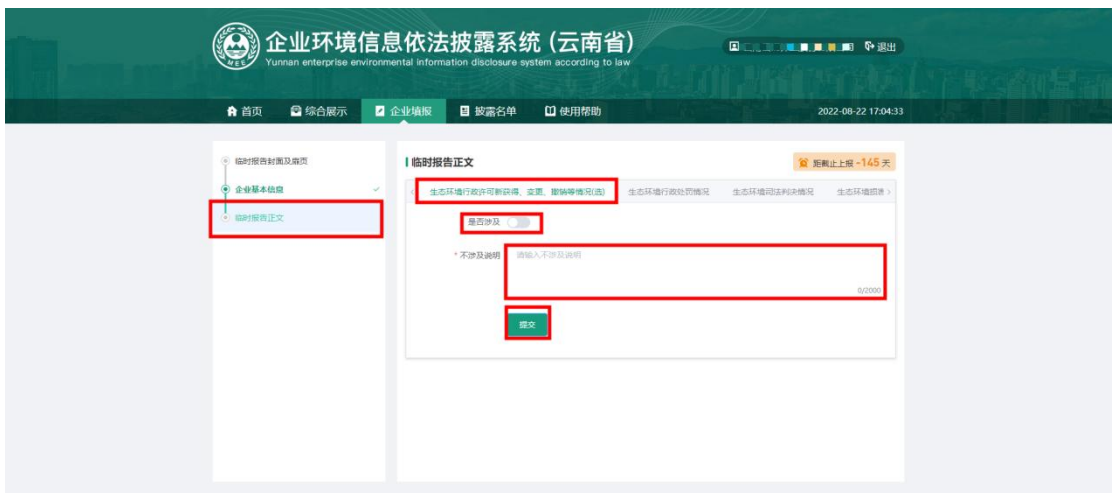 企业环境信息依法披露系统 (云南省)
Yunnan enterprise environmental information disclosure system according to law
退出
首页 综合展示 企业填报 披露名单 使用帮助 2022-08-22 17:04:33
临时报告封面及扉页
企业基本信息
临时报告正文
临时报告正文 距截止上报 -145 天
生态环境行政许可新获得、变更、撤销等情况(选) 生态环境行政处罚情况 生态环境司法判决情况 生态环境损害
是否涉及
* 不涉及说明 请输入不涉及说明
0/2000
提交